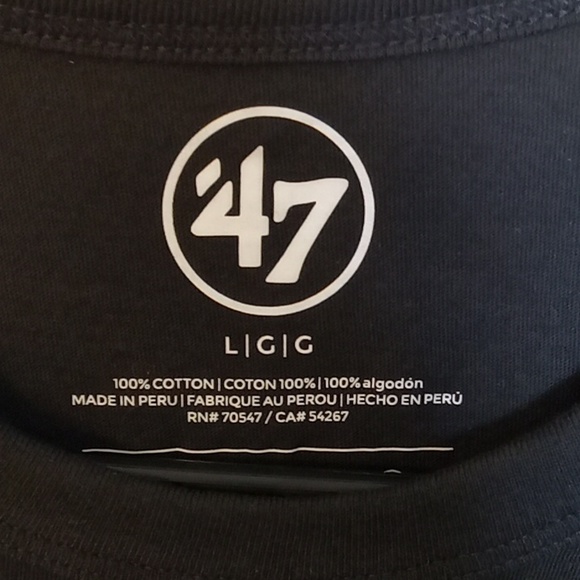 '47
L|G|G
100% COTTON | COTON 100% | 100% algodón
MADE IN PERU | FABRIQUE AU PEROU | HECHO EN PERÚ
RN# 70547 / CA# 54267